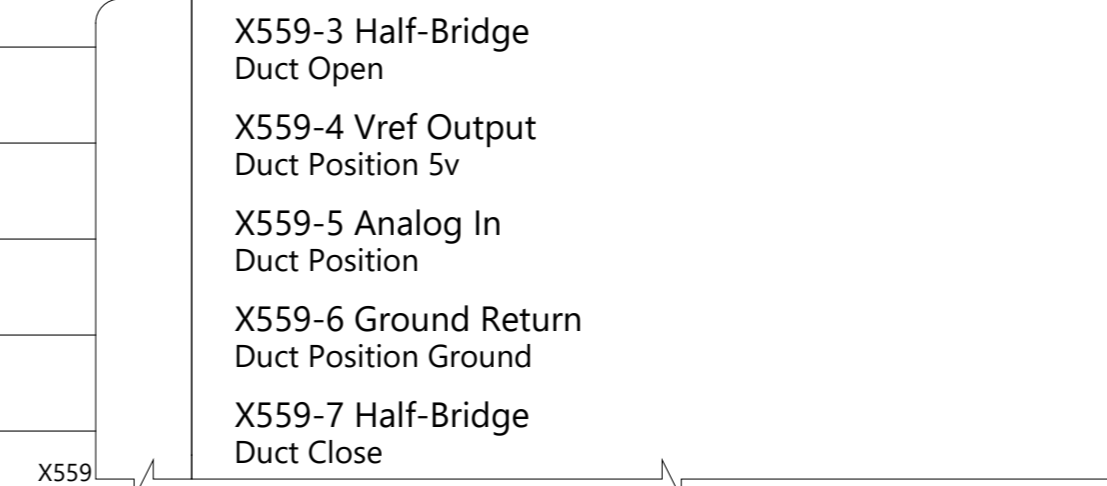 X559-3 Half-Bridge
Duct Open
X559-4 Vref Output
Duct Position 5v
X559-5 Analog In
Duct Position
X559-6 Ground Return
Duct Position Ground
X559-7 Half-Bridge
Duct Close
X559